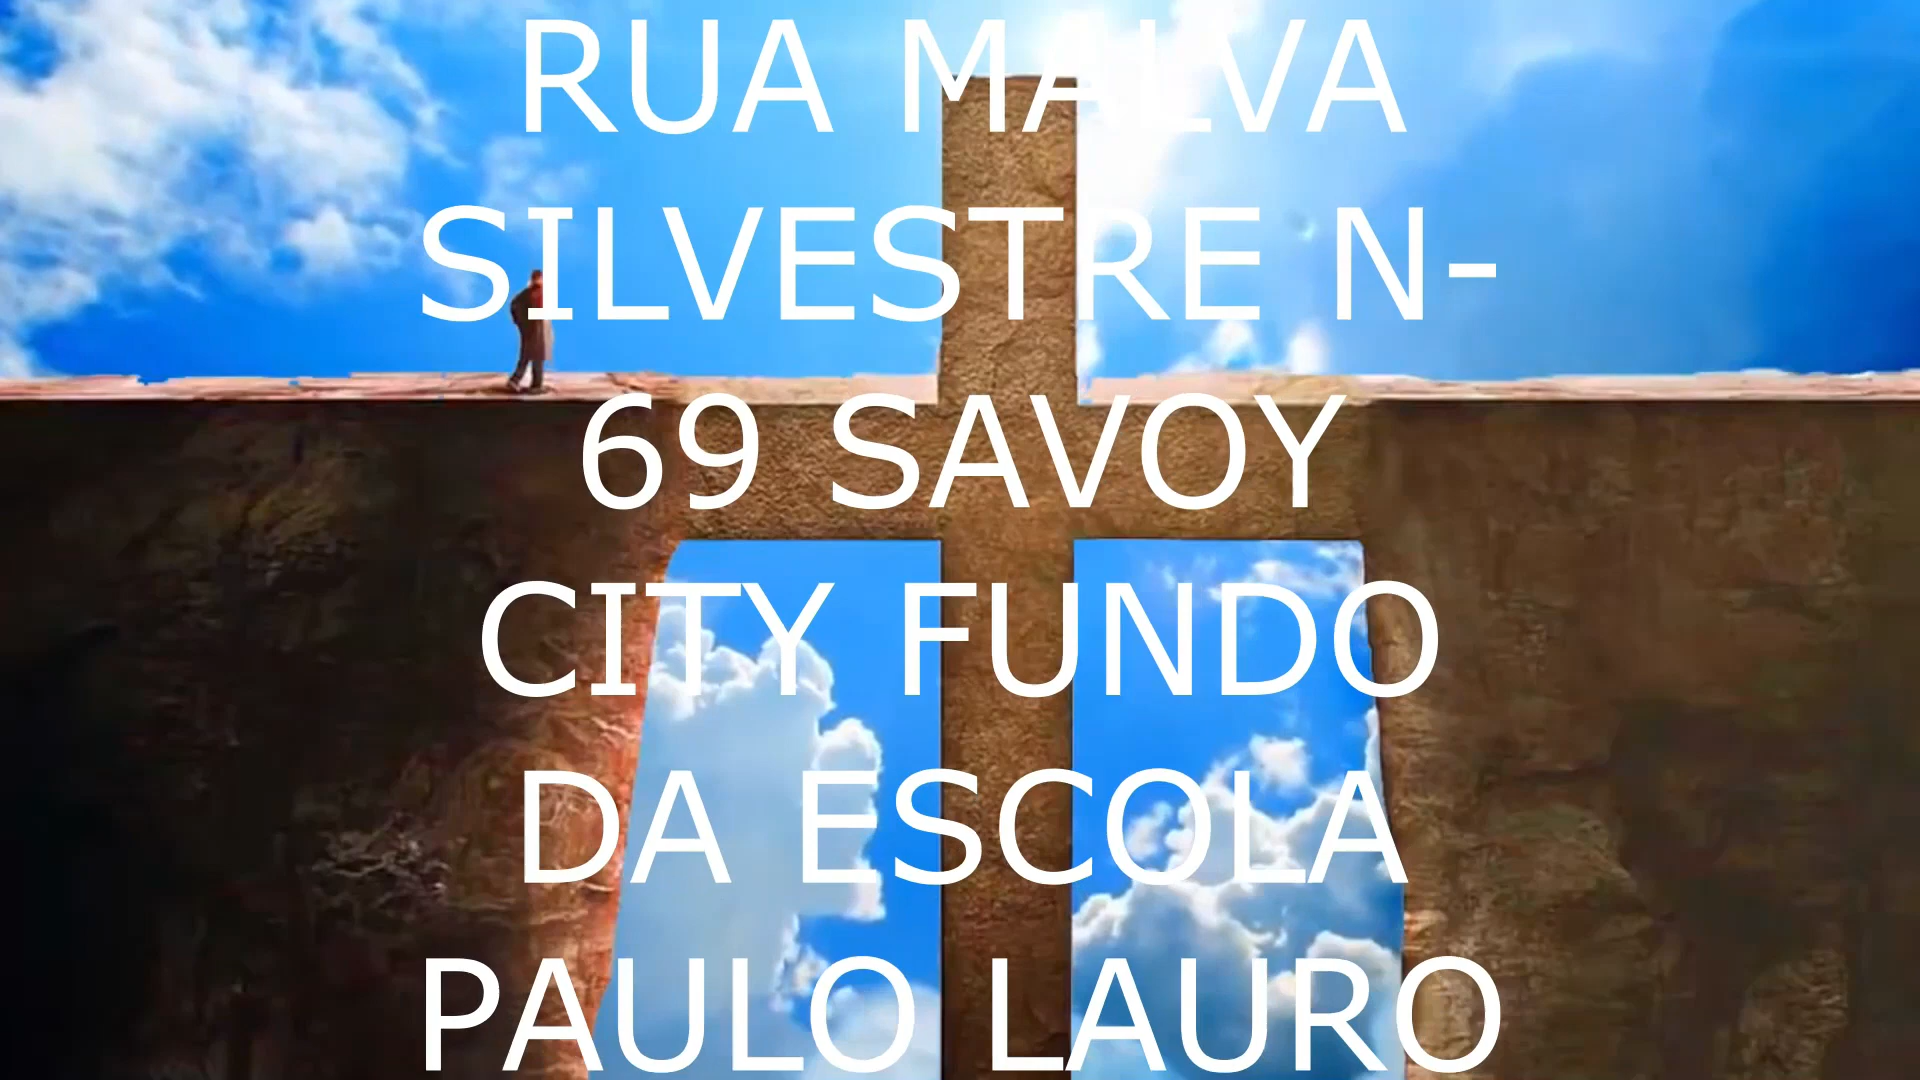 RUA MALVA
SILVESTRE N-
69 SAVOY
CITY FUNDO
DA ESCOLA
PAULO LAURO